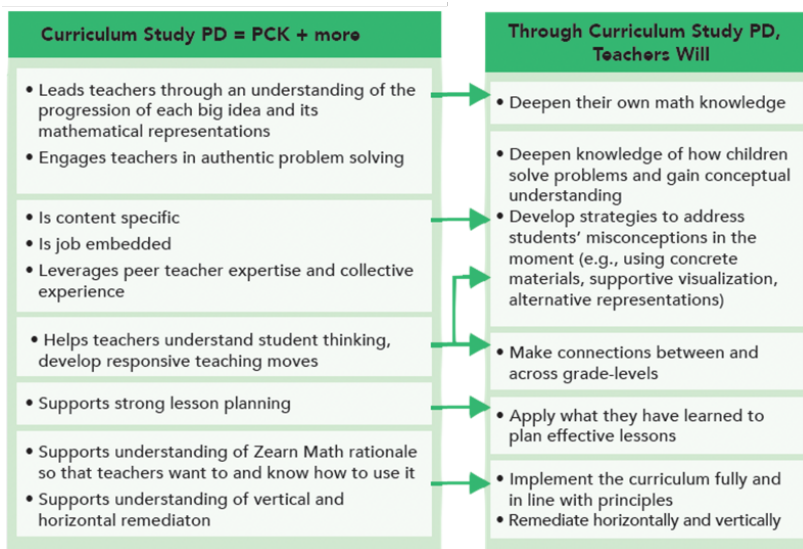 Curriculum Study PD = PCK + more
• Leads teachers through an understanding of the
progression of each big idea and its
mathematical representations
• Engages teachers in authentic problem solving
• Is content specific
• Is job embedded
• Leverages peer teacher expertise and collective
experience
• Helps teachers understand student thinking,
develop responsive teaching moves
• Supports strong lesson planning
• Supports understanding of Zearn Math rationale
so that teachers want to and know how to use it
• Supports understanding of vertical and
horizontal remediaton
Through Curriculum Study PD,
Teachers Will
• Deepen their own math knowledge
• Deepen knowledge of how children
solve problems and gain conceptual
understanding
• Develop strategies to address
students’ misconceptions in the
moment (e.g., using concrete
materials, supportive visualization,
alternative representations)
• Make connections between and
across grade-levels
• Apply what they have learned to
plan effective lessons
• Implement the curriculum fully and
in line with principles
• Remediate horizontally and vertically